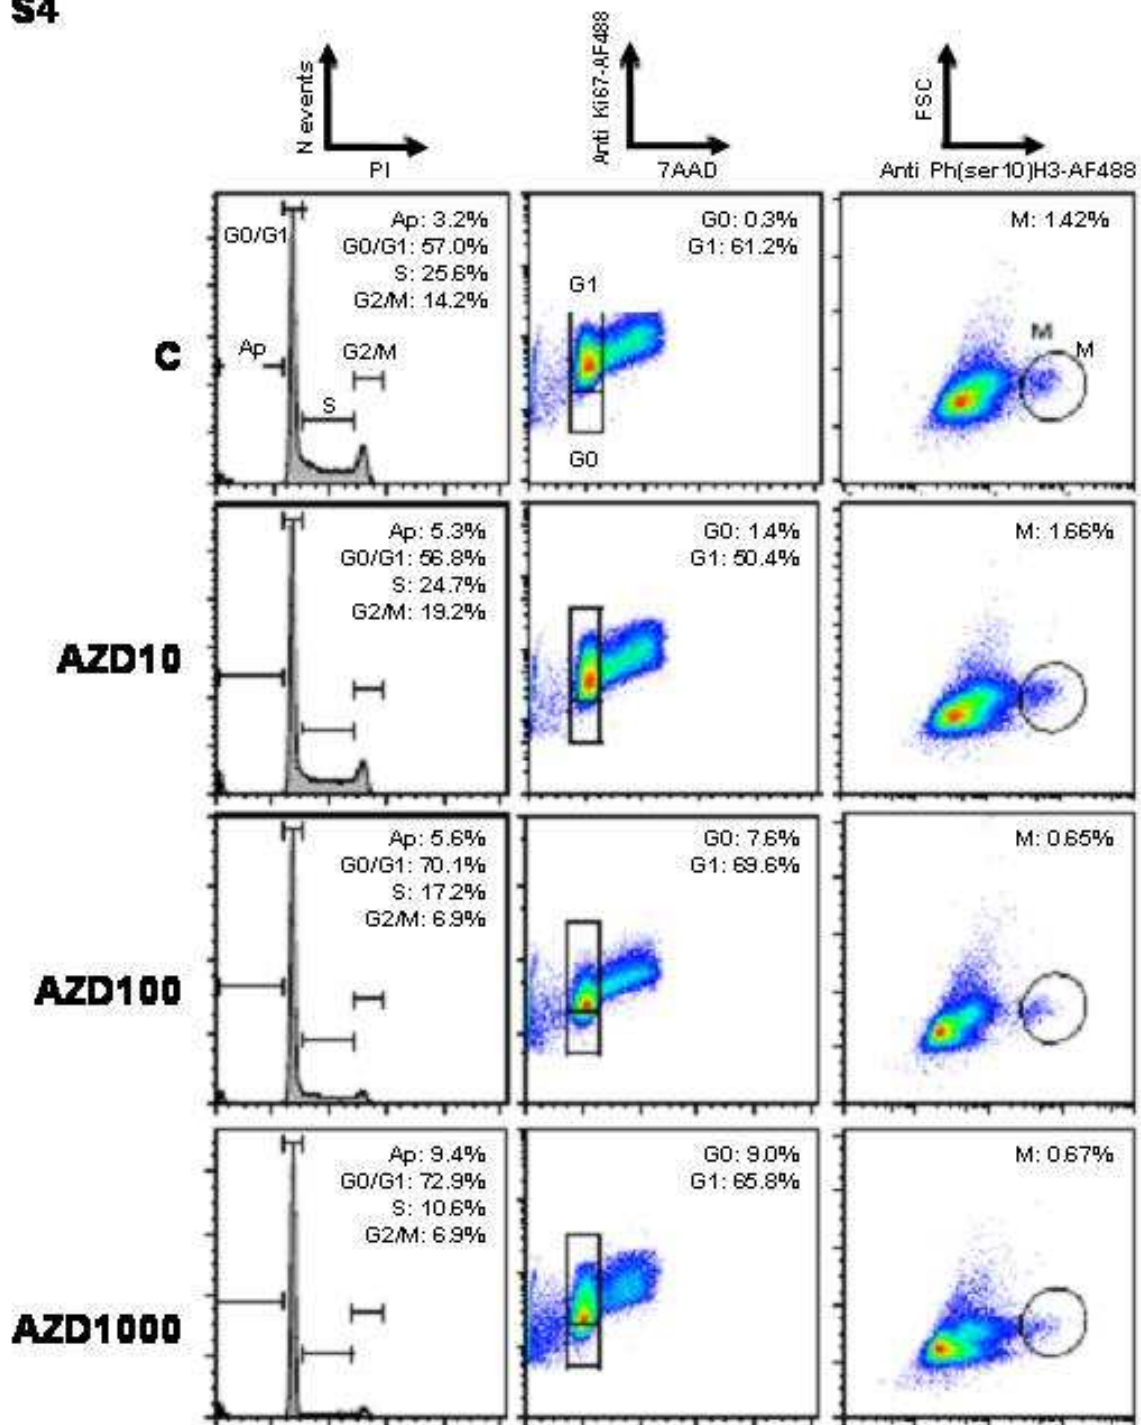 S4
N events
PI
Anti Ki67-AF488
7AAD
FSC
Anti Ph(ser10)H3-AF488
C
G0/G1
Ap: 3.2%
G0/G1: 57.0%
S: 25.6%
G2/M: 14.2%
Ap
G2/M
S
G0: 0.3%
G1: 61.2%
G1
G0
M: 1.42%
M
M
AZD10
Ap: 5.3%
G0/G1: 56.8%
S: 24.7%
G2/M: 19.2%
G0: 1.4%
G1: 50.4%
M: 1.66%
AZD100
Ap: 5.6%
G0/G1: 70.1%
S: 17.2%
G2/M: 6.9%
G0: 7.6%
G1: 69.6%
M: 0.65%
AZD1000
Ap: 9.4%
G0/G1: 72.9%
S: 10.6%
G2/M: 6.9%
G0: 9.0%
G1: 65.8%
M: 0.67%